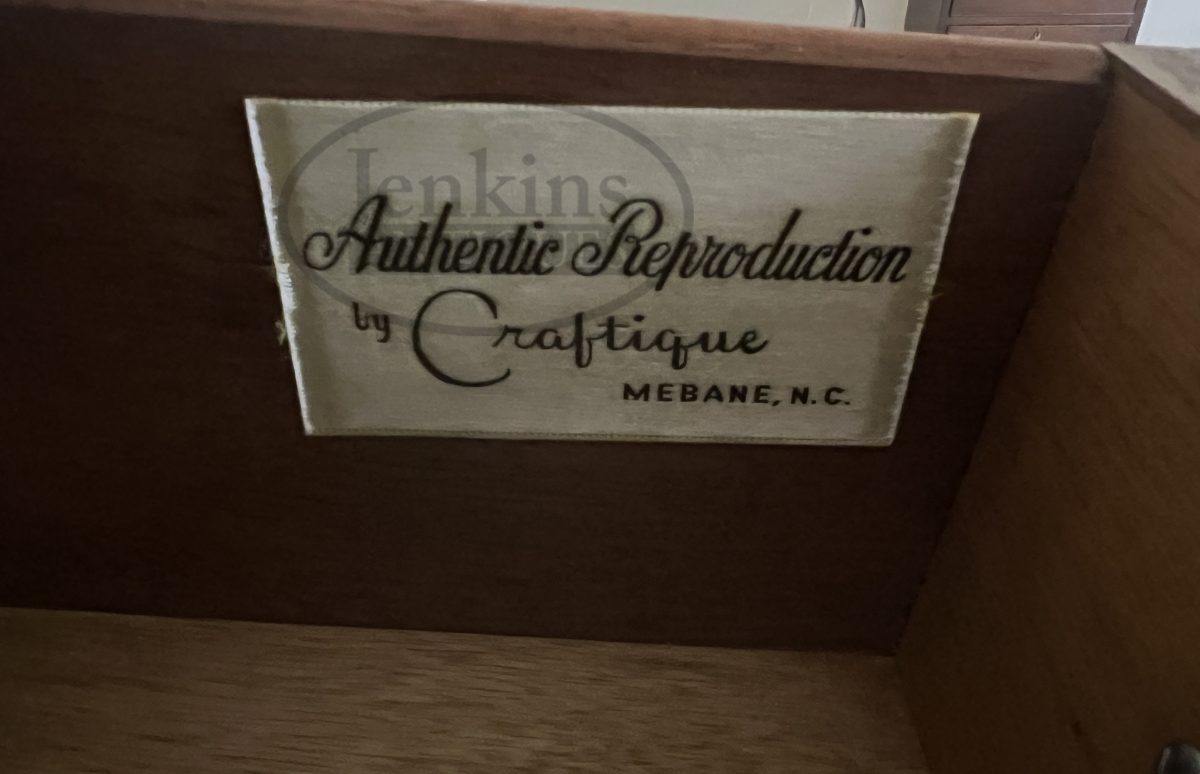 Jenkins
Authentic Reproduction
by Craftique
MEBANE, N.C.